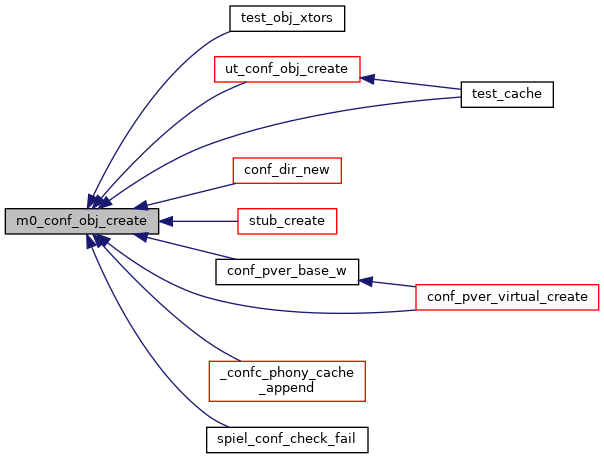 test_obj_xtors
ut_conf_obj_create
test_cache
conf_dir_new
m0_conf_obj_create
stub_create
conf_pver_base_w
conf_pver_virtual_create
_confc_phony_cache
_append
spiel_conf_check_fail